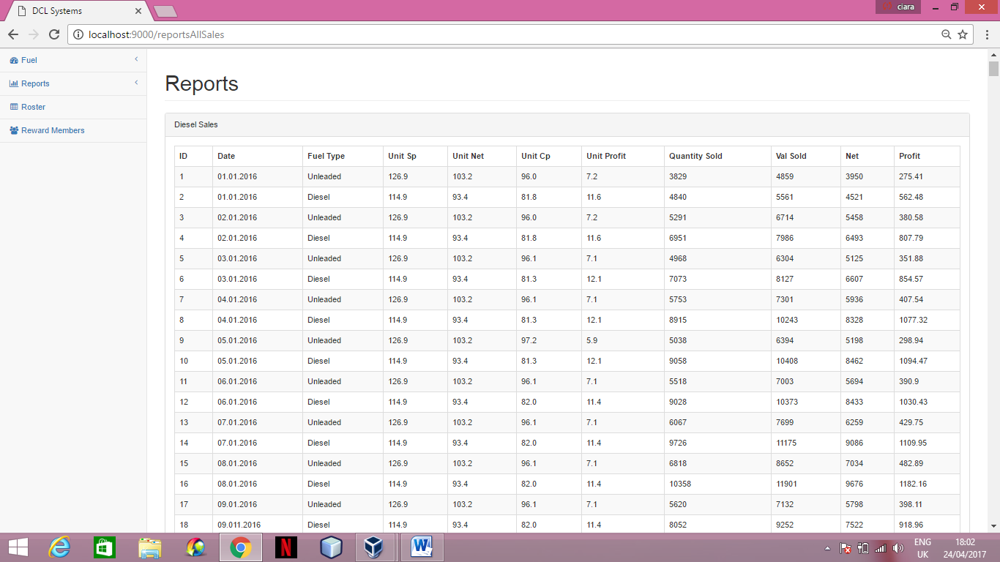 DCL Systems
ciara
localhost:9000/reportsAllSales
Fuel
Reports
Roster
Reward Members
Reports
Diesel Sales
ID Date Fuel Type Unit Sp Unit Net Unit Cp Unit Profit Quantity Sold Val Sold Net Profit
1 01.01.2016 Unleaded 126.9 103.2 96.0 7.2 3829 4859 3950 275.41
2 01.01.2016 Diesel 114.9 93.4 81.8 11.6 4840 5561 4521 562.48
3 02.01.2016 Unleaded 126.9 103.2 96.0 7.2 5291 6714 5458 380.58
4 02.01.2016 Diesel 114.9 93.4 81.8 11.6 6951 7986 6493 807.79
5 03.01.2016 Unleaded 126.9 103.2 96.1 7.1 4968 6304 5125 351.88
6 03.01.2016 Diesel 114.9 93.4 81.3 12.1 7073 8127 6607 854.57
7 04.01.2016 Unleaded 126.9 103.2 96.1 7.1 5753 7301 5936 407.54
8 04.01.2016 Diesel 114.9 93.4 81.3 12.1 8915 10243 8328 1077.32
9 05.01.2016 Unleaded 126.9 103.2 97.2 5.9 5038 6394 5198 298.94
10 05.01.2016 Diesel 114.9 93.4 81.3 12.1 9058 10408 8462 1094.47
11 06.01.2016 Unleaded 126.9 103.2 96.1 7.1 5518 7003 5694 390.9
12 06.01.2016 Diesel 114.9 93.4 82.0 11.4 9028 10373 8433 1030.43
13 07.01.2016 Unleaded 126.9 103.2 96.1 7.1 6067 7699 6259 429.75
14 07.01.2016 Diesel 114.9 93.4 82.0 11.4 9726 11175 9086 1109.95
15 08.01.2016 Unleaded 126.9 103.2 96.1 7.1 6818 8652 7034 482.89
16 08.01.2016 Diesel 114.9 93.4 82.0 11.4 10358 11901 9676 1182.16
17 09.01.2016 Unleaded 126.9 103.2 96.1 7.1 5620 7132 5798 398.11
18 09.011.2016 Diesel 114.9 93.4 82.0 11.4 8052 9252 7522 918.96
ENG 18:02
UK 24/04/2017